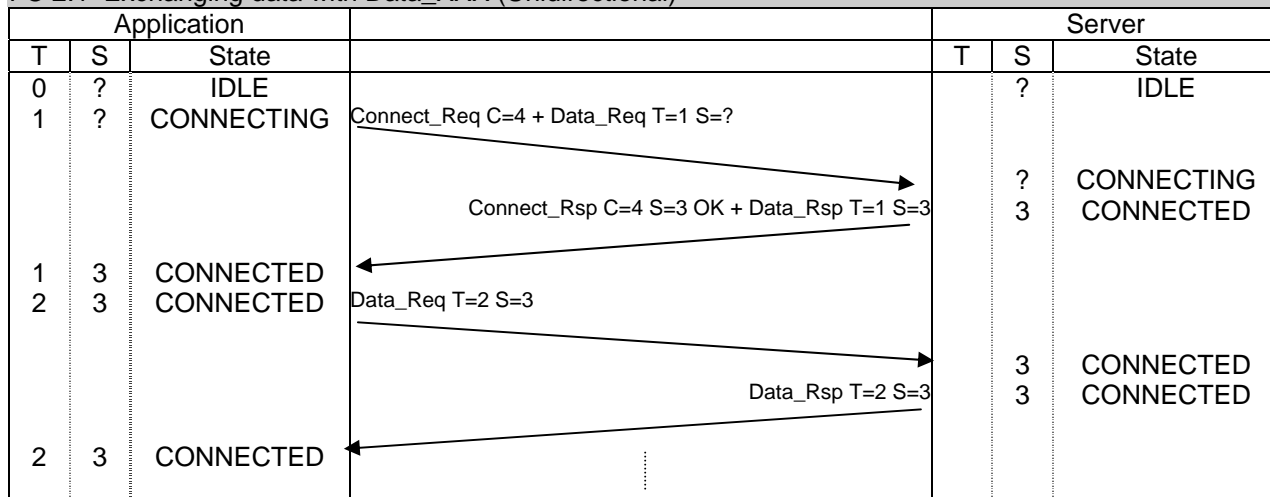 Application Server
T S State T S State
0 ? IDLE ? IDLE
1 ? CONNECTING Connect_Req C=4 + Data_Req T=1 S=?
? CONNECTING
Connect_Rsp C=4 S=3 OK + Data_Rsp T=1 S=3 3 CONNECTED
1 3 CONNECTED
2 3 CONNECTED Data_Req T=2 S=3
3 CONNECTED
Data_Rsp T=2 S=3 3 CONNECTED
2 3 CONNECTED